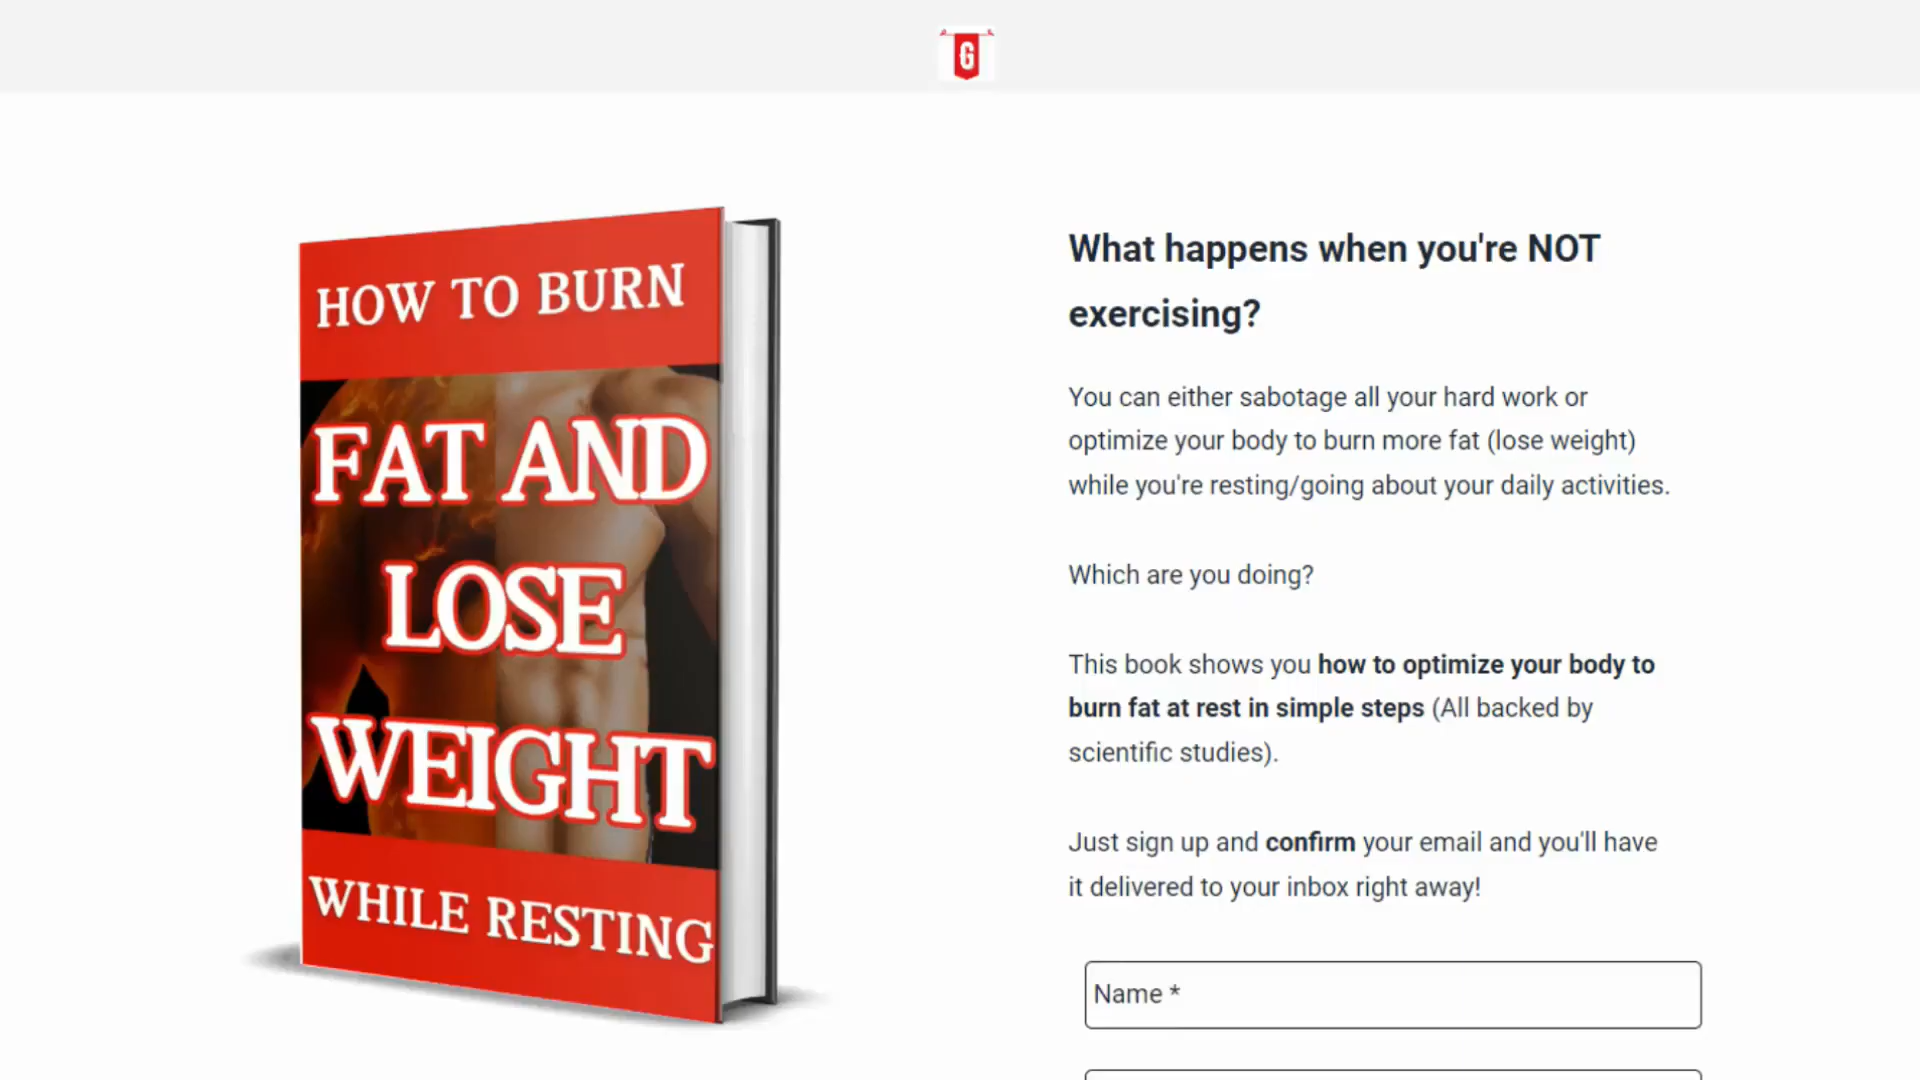 G
HOW TO BURN
FAT AND
LOSE
WEIGHT
WHILE RESTING
What happens when you're NOT
exercising?
You can either sabotage all your hard work or
optimize your body to burn more fat (lose weight)
while you're resting/going about your daily activities.
Which are you doing?
This book shows you how to optimize your body to
burn fat at rest in simple steps (All backed by
scientific studies).
Just sign up and confirm your email and you'll have
it delivered to your inbox right away!
Name *